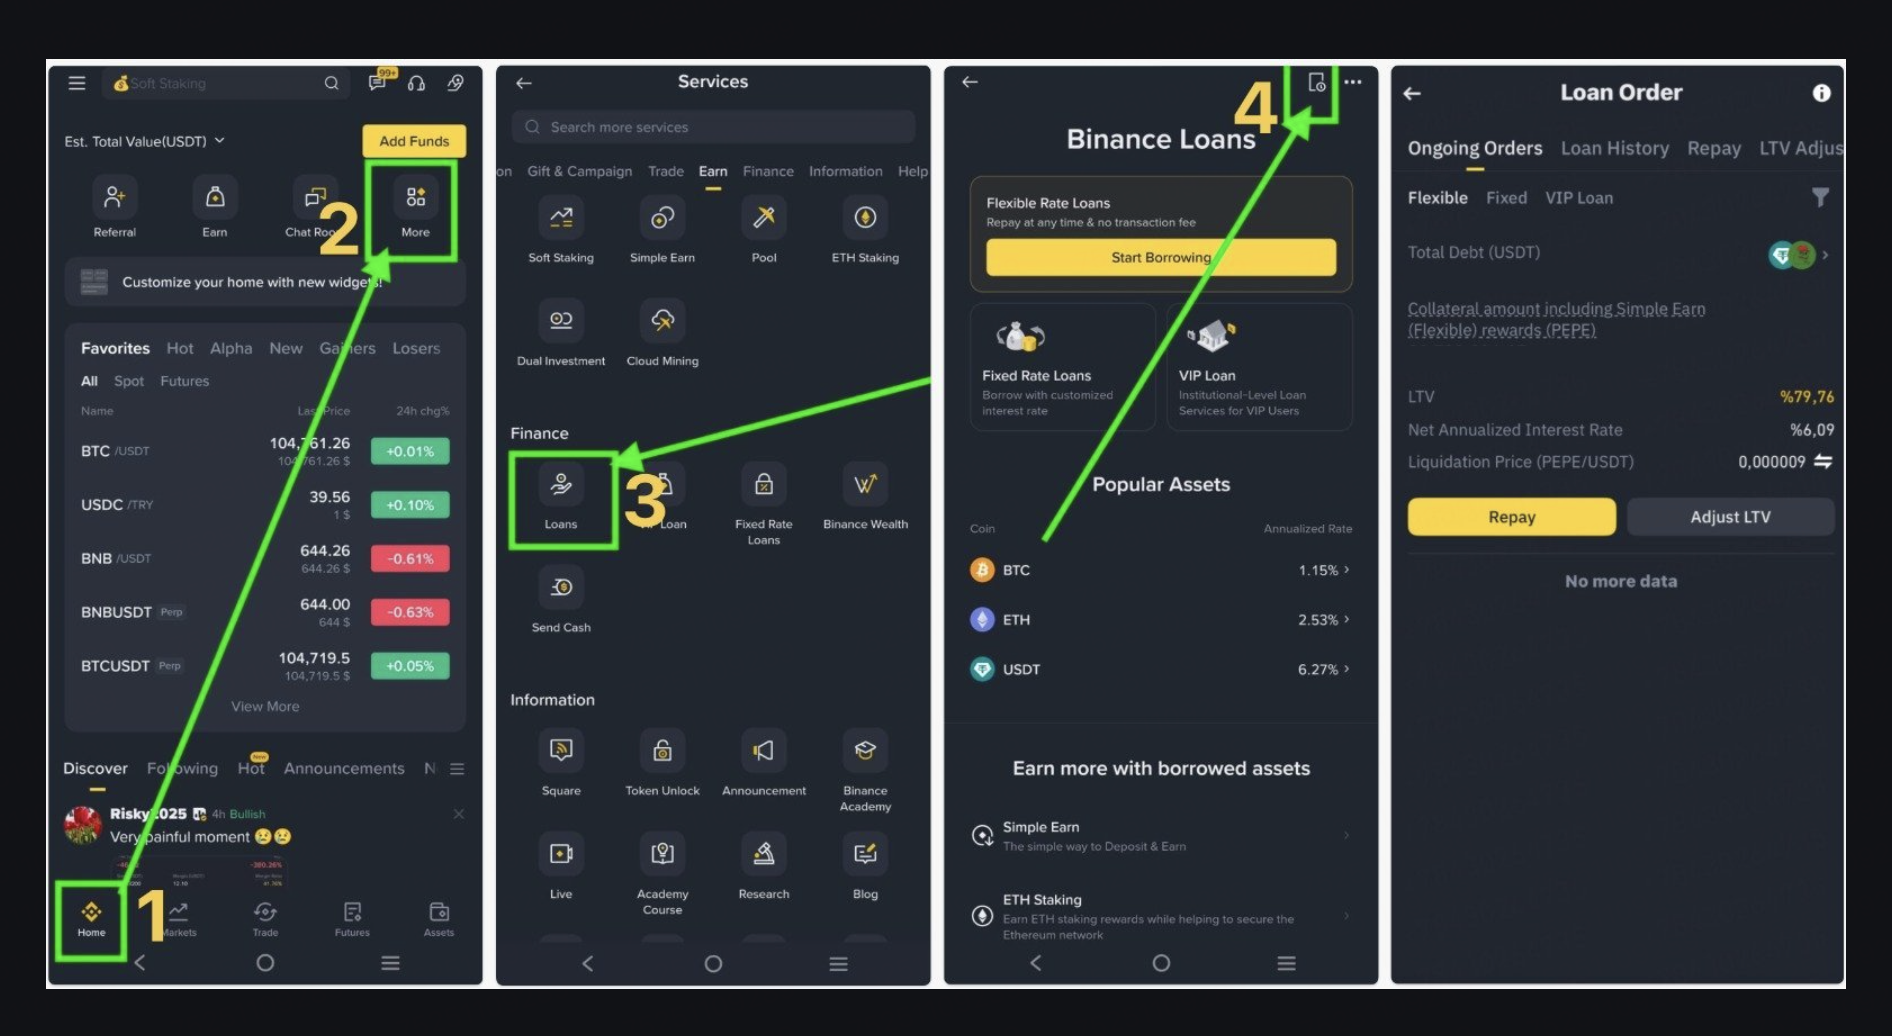 Soft Staking
99+
Est. Total Value(USDT)
Add Funds
Referral
Earn
Chat
More
2
Customize your home with new
Favorites Hot Alpha New Gainers Losers
All Spot Futures
Name Last Price 24h chg%
BTC /USDT 104,761.26 +0.01%
104,761.26 $
USDC /TRY 39.56 +0.10%
1 $
BNB /USDT 644.26 -0.61%
644.26 $
BNBUSDT Perp 644.00 -0.63%
644 $
BTCUSDT Perp 104,719.5 +0.05%
104,719.5 $
View More
New
Discover Following Hot Announcements N
4h Bullish
Very painful moment 😢😢
-380.26%
12.10
1
Home Markets Trade Futures Assets
Services
Search more services
on Gift & Campaign Trade Earn Finance Information Help
Soft Staking Simple Earn Pool ETH Staking
Dual Investment Cloud Mining
Finance
3
Loans Loan Fixed Rate
Loans
Binance Wealth
Send Cash
Information
Square Token Unlock Announcement Binance
Academy
Live Academy
Course
Research Blog
4
Binance Loans
Flexible Rate Loans
Repay at any time & no transaction fee
Start Borrowing
Fixed Rate Loans
Borrow with customized
interest rate
VIP Loan
Institutional-Level Loan
Services for VIP Users
Popular Assets
Coin Annualized Rate
BTC 1.15%
ETH 2.53%
USDT 6.27%
Earn more with borrowed assets
Simple Earn
The simple way to Deposit & Earn
ETH Staking
Earn ETH staking rewards while helping to secure the
Ethereum network
Loan Order
Ongoing Orders Loan History Repay LTV Adjus
Flexible Fixed VIP Loan
Total Debt (USDT)
Collateral amount including Simple Earn
(Flexible) rewards (PEPE)
LTV %79,76
Net Annualized Interest Rate %6,09
Liquidation Price (PEPE/USDT) 0,000009
Repay
Adjust LTV
No more data